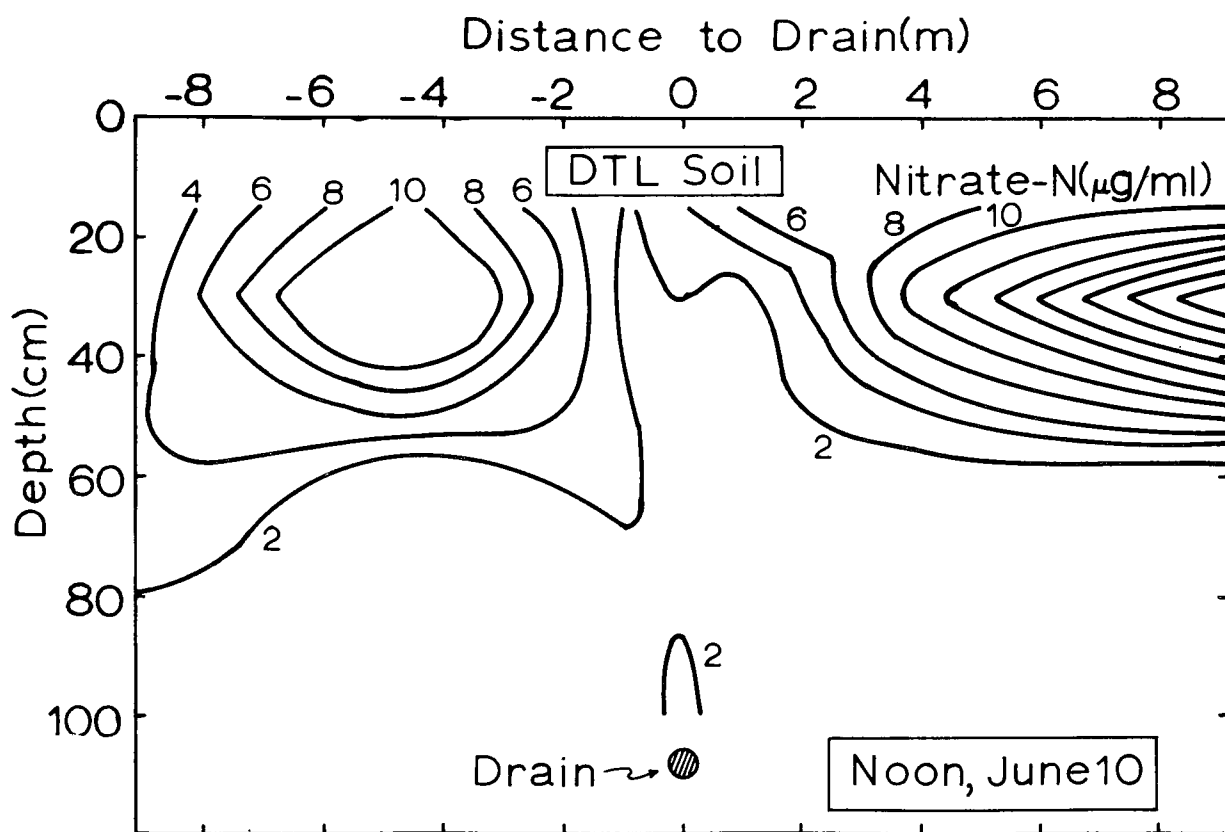 Distance to Drain(m)
-8 -6 -4 -2 0 2 4 6 8
0
DTL Soil
Nitrate-N(μg/ml)
4 6 8 10 8 6 6 8 10
20
40
2
Depth(cm)
60
2
80
2
100
Drain
Noon, June10